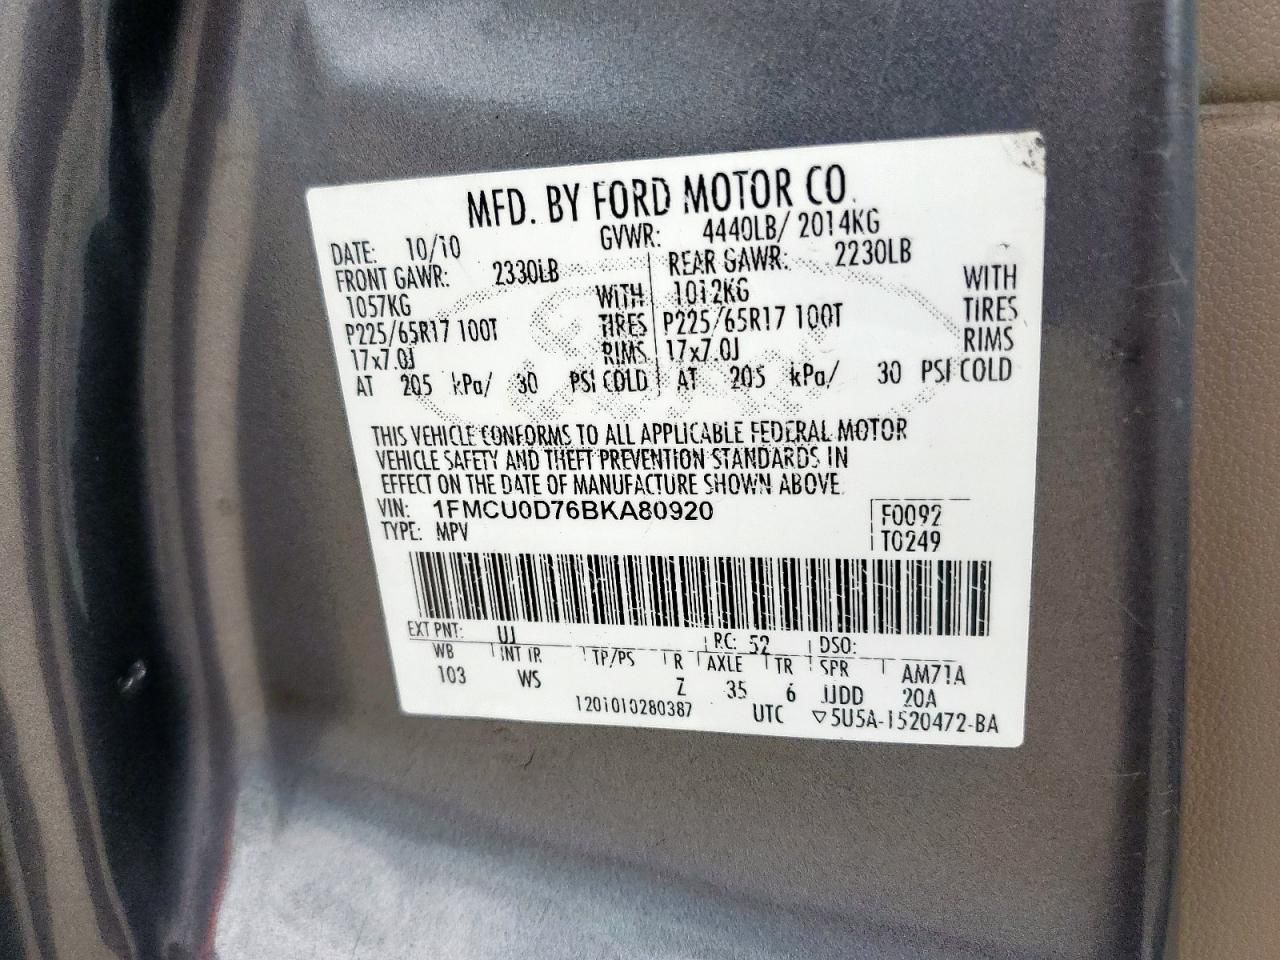 MFD. BY FORD MOTOR CO.
DATE: 10/10 GVWR: 4440LB/ 2014KG
FRONT GAWR: 2330LB REAR GAWR: 2230LB
1057KG WITH 1012KG WITH
P225/65R17 100T TIRES P225/65R17 100T TIRES
17x7.0J RIMS 17x7.0J RIMS
AT 205 kPa/ 30 PSI COLD AT 205 kPa/ 30 PSI COLD
THIS VEHICLE CONFORMS TO ALL APPLICABLE FEDERAL MOTOR
VEHICLE SAFETY AND THEFT PREVENTION STANDARDS IN
EFFECT ON THE DATE OF MANUFACTURE SHOWN ABOVE.
VIN: 1FMCU0D76BKA80920 F0092
TYPE: MPV T0249
EXT PNT: UJ RC: 52 DSO:
WB INT TR TP/PS R AXLE TR SPR AM71A
103 WS Z 35 6 JJDD 20A
1201010280387 UTC ▽5U5A-1520472-BA